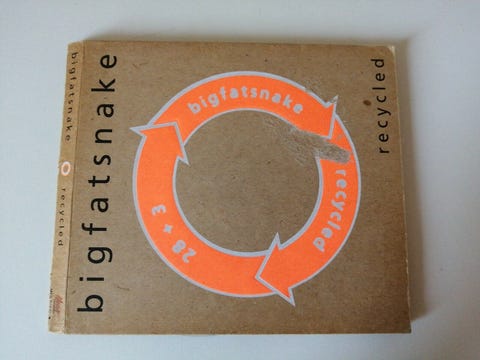 bigfatsnake
recycled
bigfatsnake
bigfatsnake
recycled
28 + 3
recycled